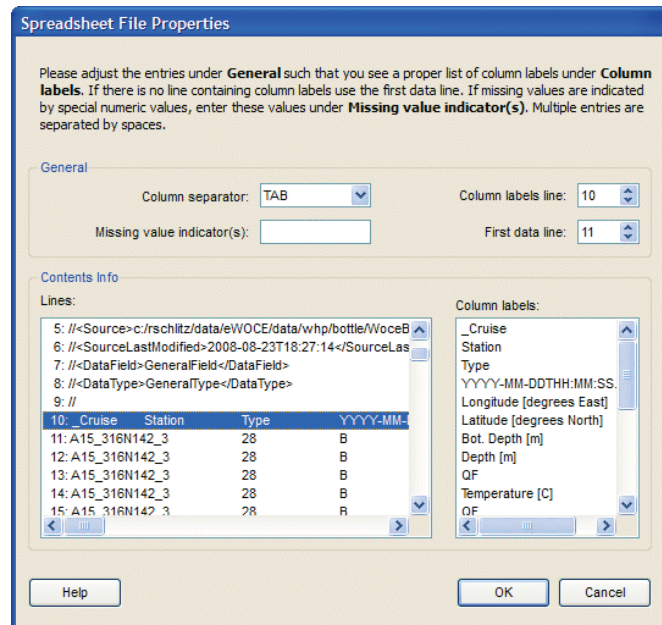 Spreadsheet File Properties
Please adjust the entries under General such that you see a proper list of column labels under Column
labels. If there is no line containing column labels use the first data line. If missing values are indicated
by special numeric values, enter these values under Missing value indicator(s). Multiple entries are
separated by spaces.
General
Column separator: TAB
Column labels line: 10
Missing value indicator(s):
First data line: 11
Contents Info
Lines:
5: //<Source>c:/rschlitz/data/eWOCE/data/whp/bottle/WoceB
6: //<SourceLastModified>2008-08-23T18:27:14</SourceLas
7: //<DataField>GeneralField</DataField>
8: //<DataType>GeneralType</DataType>
9: //
10: _Cruise Station Type YYYY-MM-
11: A15_316N142_3 28 B
12: A15_316N142_3 28 B
13: A15_316N142_3 28 B
14: A15_316N142_3 28 B
15: A15_316N142_3 28 B
Column labels:
_Cruise
Station
Type
YYYY-MM-DDTHH:MM:SS.
Longitude [degrees East]
Latitude [degrees North]
Bot. Depth [m]
Depth [m]
QF
Temperature [C]
QF
Help
OK
Cancel